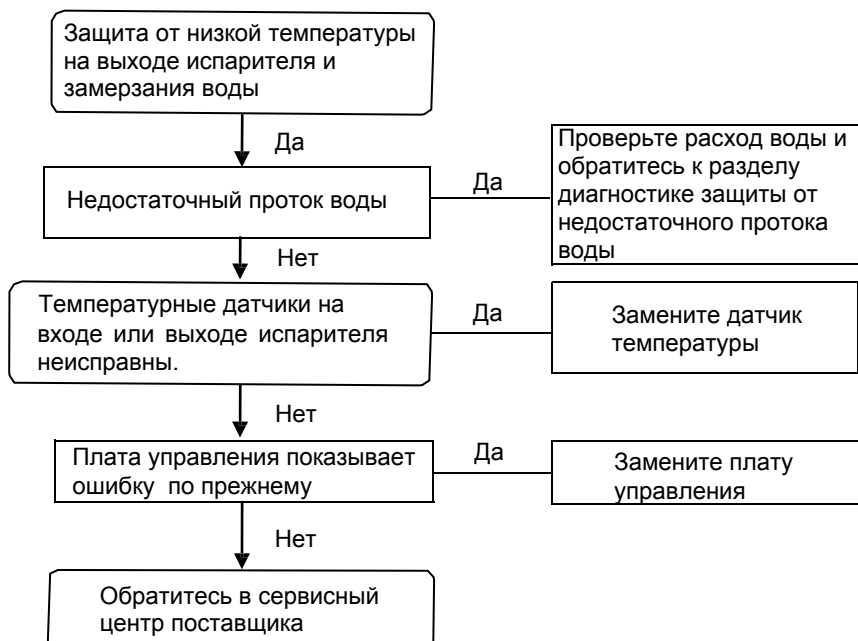 Защита от низкой температуры
на выходе испарителя и
замерзания воды
Да
Недостаточный проток воды
Да
Проверьте расход воды и
обратитесь к разделу
диагностике защиты от
недостаточного протока
воды
Нет
Температурные датчики на
входе или выходе испарителя
неисправны.
Да
Замените датчик
температуры
Нет
Плата управления показывает
ошибку по прежнему
Да
Замените плату
управления
Нет
Обратитесь в сервисный
центр поставщика